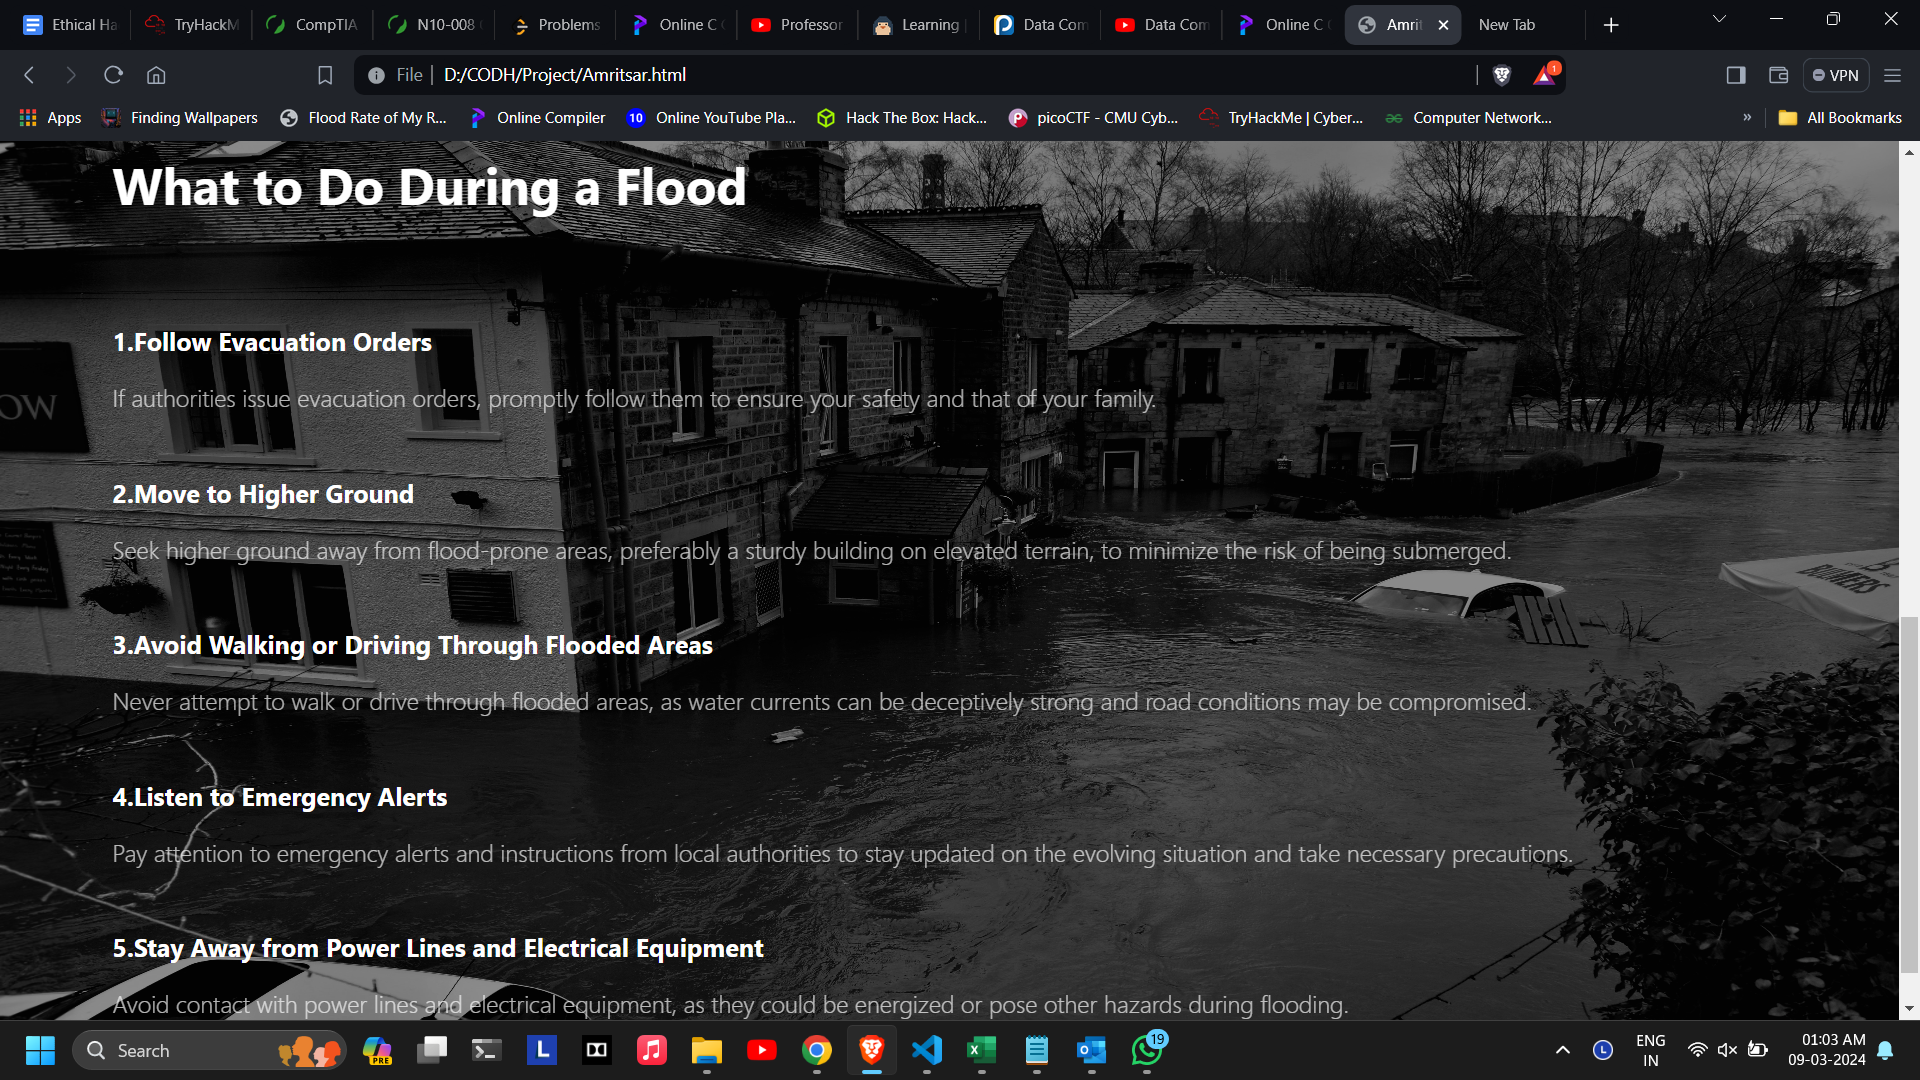 Ethical Ha
TryHackM
CompTIA
N10-008
Problems
Online C
Professor
Learning
Data Com
Data Com
Online C
Amrit
New Tab
File
D:/CODH/Project/Amritsar.html
1
VPN
Apps
Finding Wallpapers
Flood Rate of My R...
Online Compiler
10
Online YouTube Pla...
Hack The Box: Hack...
picoCTF - CMU Cyb...
TryHackMe | Cyber...
Computer Network...
»
All Bookmarks
What to Do During a Flood
1.Follow Evacuation Orders
If authorities issue evacuation orders, promptly follow them to ensure your safety and that of your family.
OW
2.Move to Higher Ground
Seek higher ground away from flood-prone areas, preferably a sturdy building on elevated terrain, to minimize the risk of being submerged.
3.Avoid Walking or Driving Through Flooded Areas
Never attempt to walk or drive through flooded areas, as water currents can be deceptively strong and road conditions may be compromised.
4.Listen to Emergency Alerts
Pay attention to emergency alerts and instructions from local authorities to stay updated on the evolving situation and take necessary precautions.
5.Stay Away from Power Lines and Electrical Equipment
Avoid contact with power lines and electrical equipment, as they could be energized or pose other hazards during flooding.
Search
PRE
L
19
L
ENG
IN
01:03 AM
09-03-2024